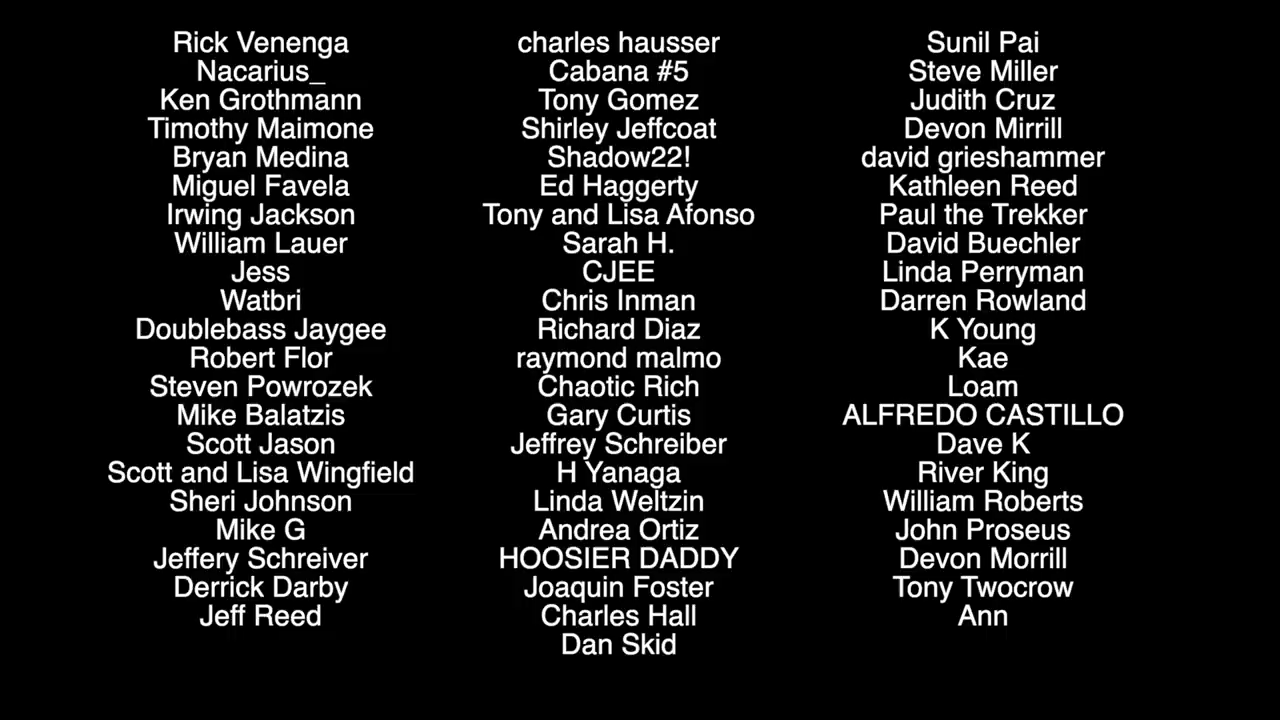 Rick Venenga
Nacarius_
Ken Grothmann
Timothy Maimone
Bryan Medina
Miguel Favela
Irwing Jackson
William Lauer
Jess
Watbri
Doublebass Jaygee
Robert Flor
Steven Powrozek
Mike Balatzis
Scott Jason
Scott and Lisa Wingfield
Sheri Johnson
Mike G
Jeffery Schreiver
Derrick Darby
Jeff Reed
charles hausser
Cabana #5
Tony Gomez
Shirley Jeffcoat
Shadow22!
Ed Haggerty
Tony and Lisa Afonso
Sarah H.
CJEE
Chris Inman
Richard Diaz
raymond malmo
Chaotic Rich
Gary Curtis
Jeffrey Schreiber
H Yanaga
Linda Weltzin
Andrea Ortiz
HOOSIER DADDY
Joaquin Foster
Charles Hall
Dan Skid
Sunil Pai
Steve Miller
Judith Cruz
Devon Mirrill
david grieshammer
Kathleen Reed
Paul the Trekker
David Buechler
Linda Perryman
Darren Rowland
K Young
Kae
Loam
ALFREDO CASTILLO
Dave K
River King
William Roberts
John Proseus
Devon Morrill
Tony Twocrow
Ann